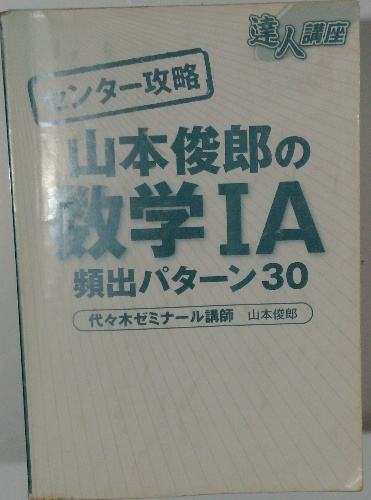 達人講座
センター攻略
山本俊郎の
数学ⅠA
頻出パターン30
代々木ゼミナール講師 山本俊郎